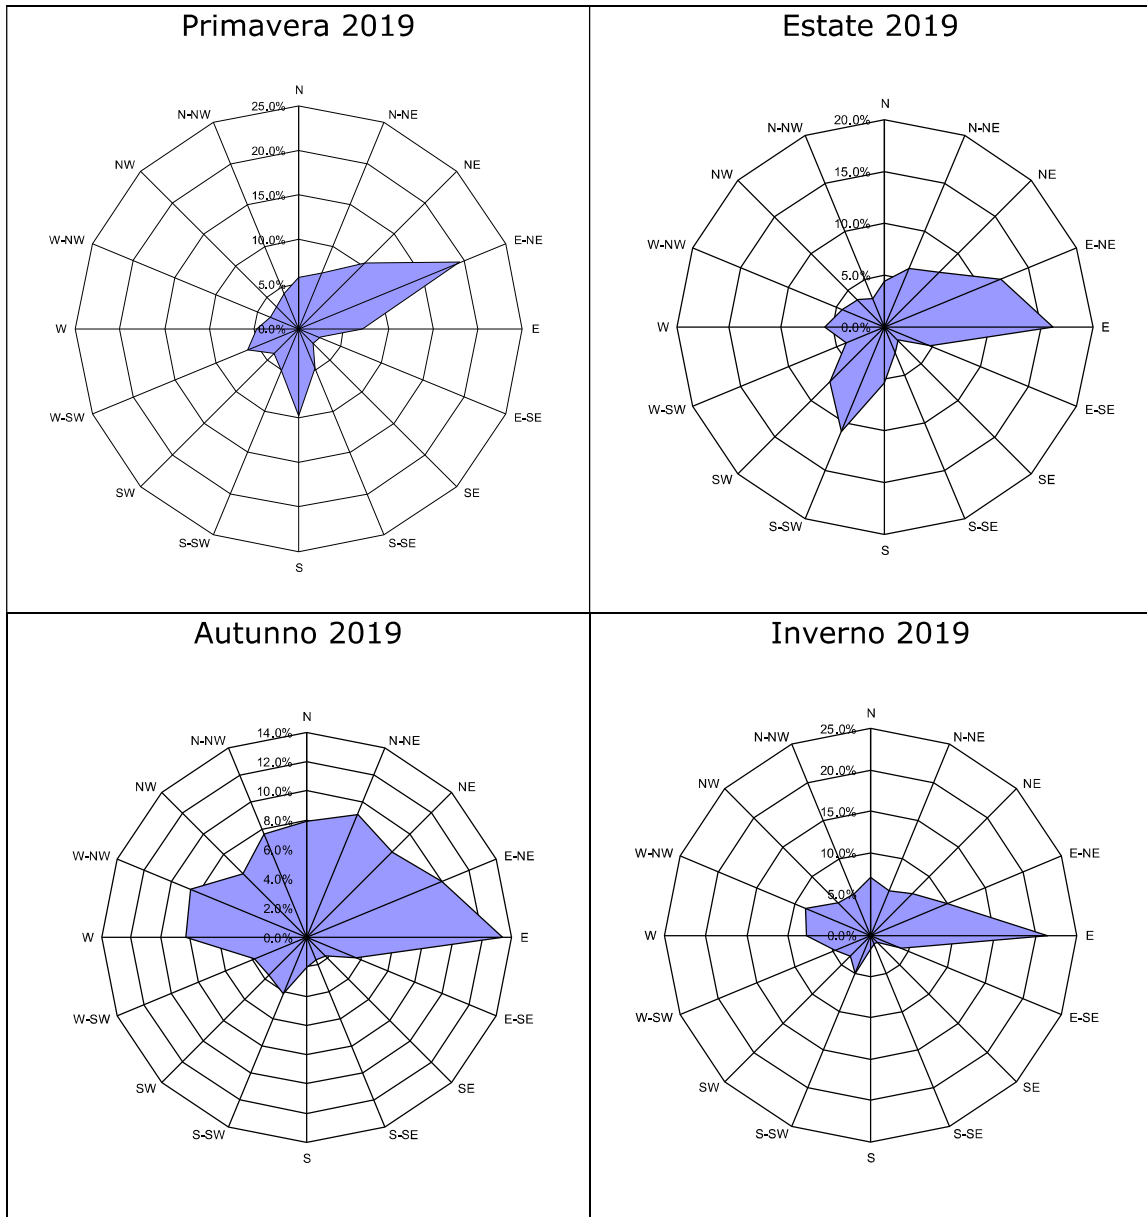 Primavera 2019
N
N-NE
NE
E-NE
E
E-SE
SE
S-SE
S
S-SW
SW
W-SW
W
W-NW
NW
N-NW
25.0%
20.0%
15.0%
10.0%
5.0%
0.0%
Estate 2019
N
N-NE
NE
E-NE
E
E-SE
SE
S-SE
S
S-SW
SW
W-SW
W
W-NW
NW
N-NW
20.0%
15.0%
10.0%
5.0%
0.0%
Autunno 2019
N
N-NE
NE
E-NE
E
E-SE
SE
S-SE
S
S-SW
SW
W-SW
W
W-NW
NW
N-NW
14.0%
12.0%
10.0%
8.0%
6.0%
4.0%
2.0%
0.0%
Inverno 2019
N
N-NE
NE
E-NE
E
E-SE
SE
S-SE
S
S-SW
SW
W-SW
W
W-NW
NW
N-NW
25.0%
20.0%
15.0%
10.0%
5.0%
0.0%